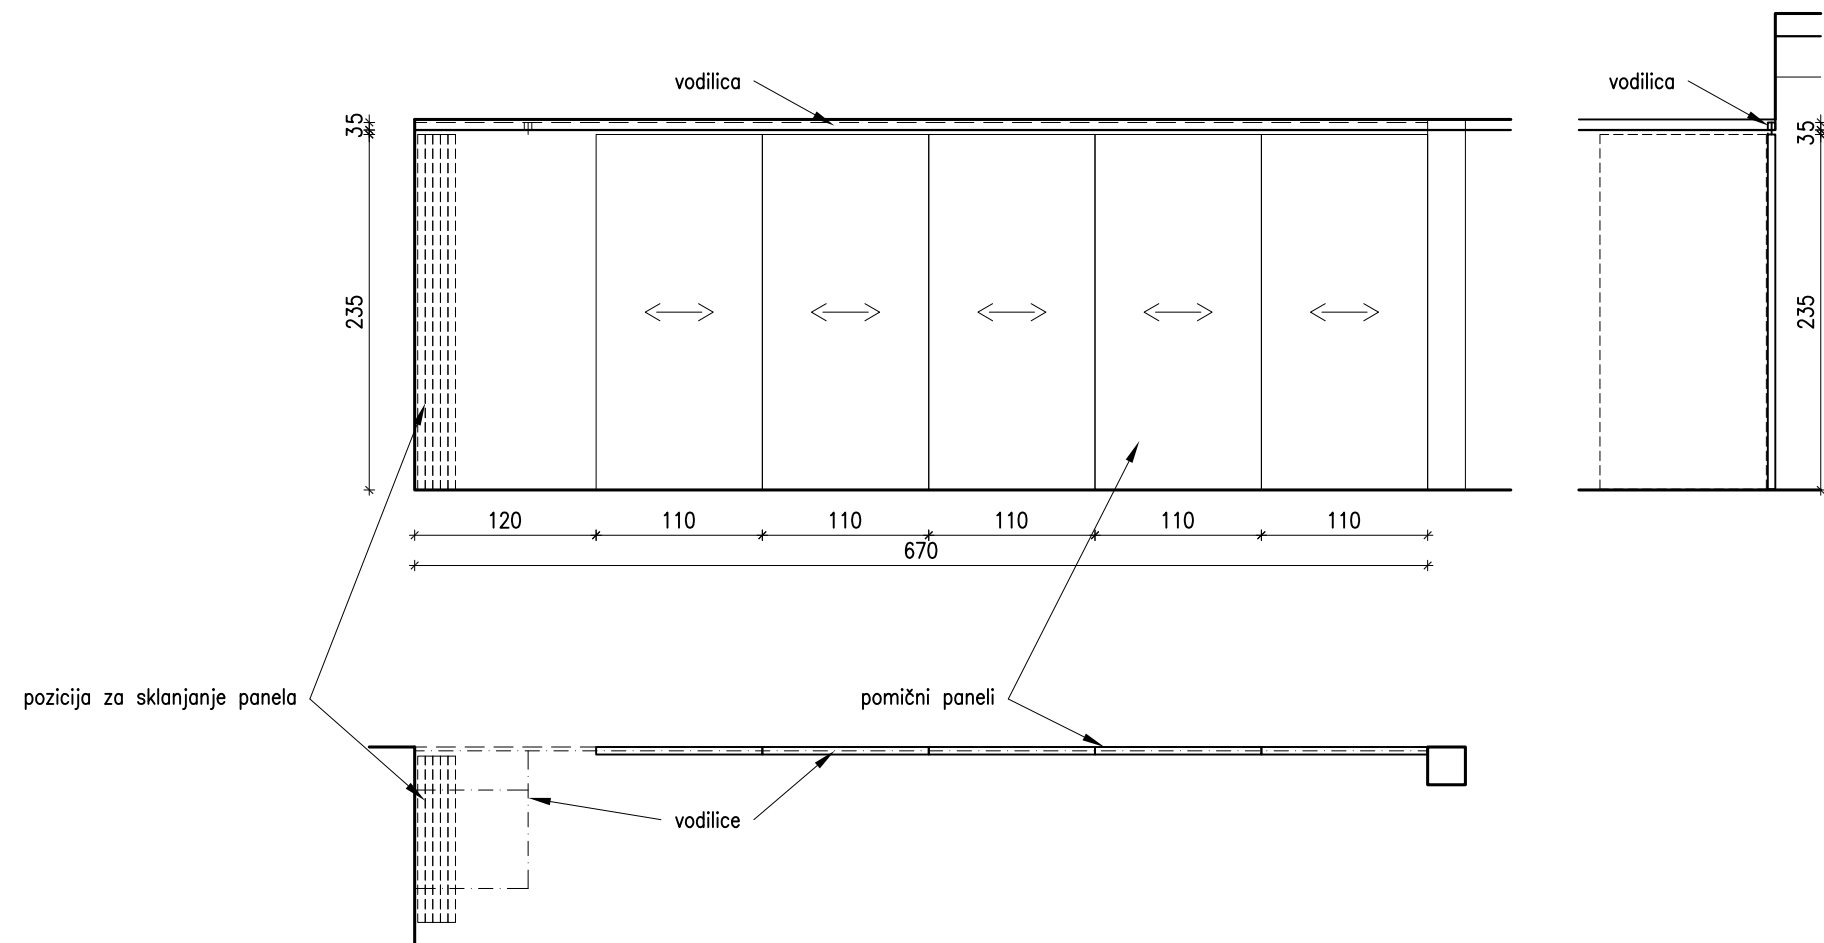 vodilica
vodilica
35
35
235
235
120
110
110
110
110
110
670
pozicija za sklanjanje panela
pomični paneli
vodilice